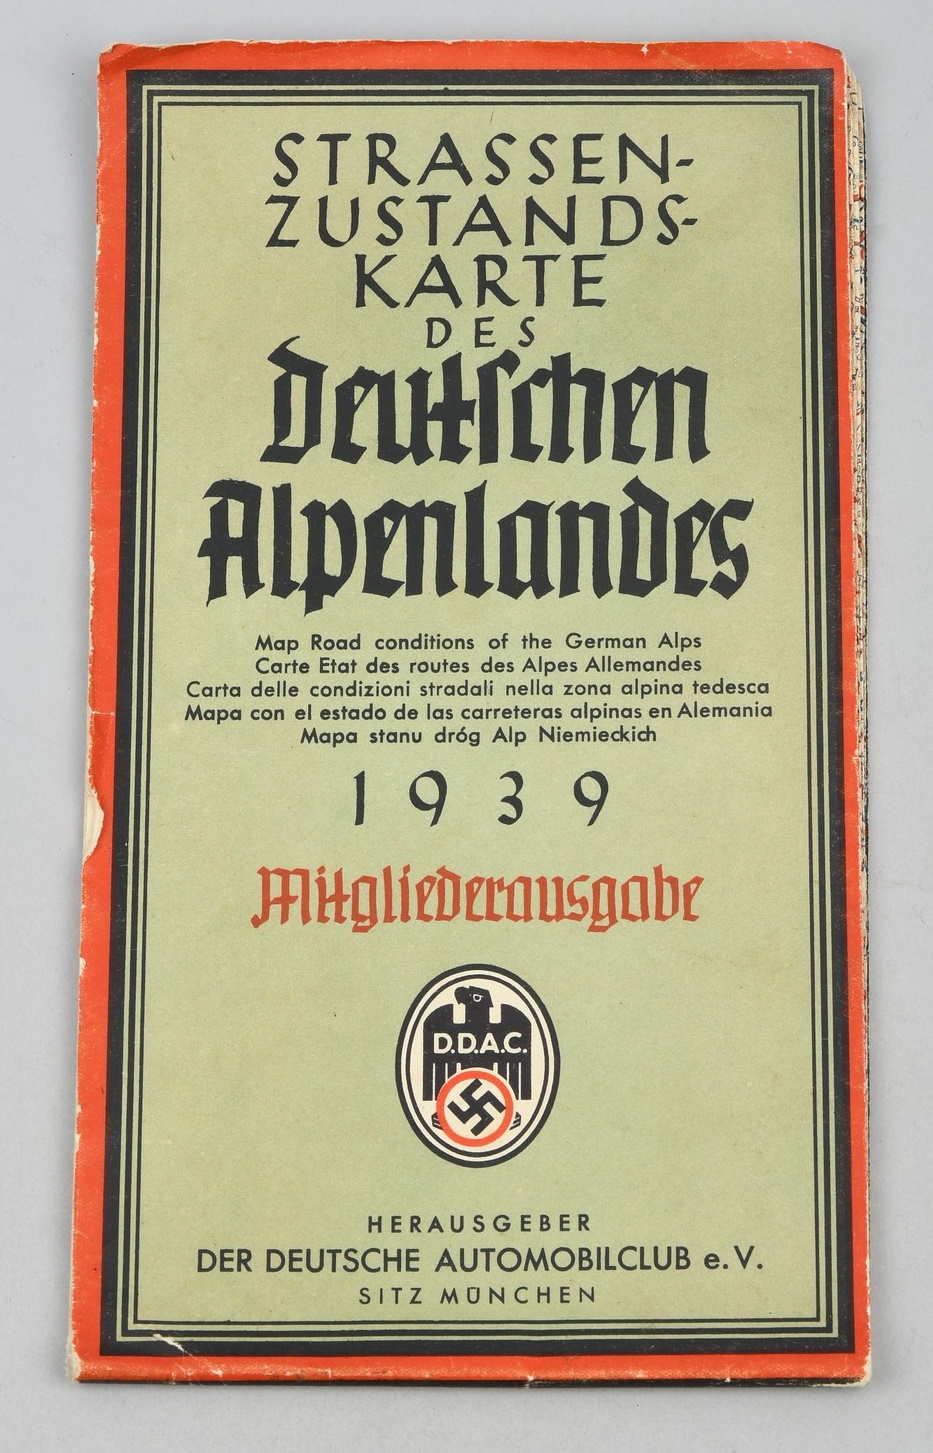 STRASSEN-
ZUSTANDS-
KARTE
DES
Deutschen
Alpenlandes
Map Road conditions of the German Alps
Carte Etat des routes des Alpes Allemandes
Carta delle condizioni stradali nella zona alpina tedesca
Mapa con el estado de las carreteras alpinas en Alemania
Mapa stanu dróg Alp Niemieckich
1939
Mitgliederausgabe
D.D.A.C.
HERAUSGEBER
DER DEUTSCHE AUTOMOBILCLUB e.V.
SITZ MÜNCHEN